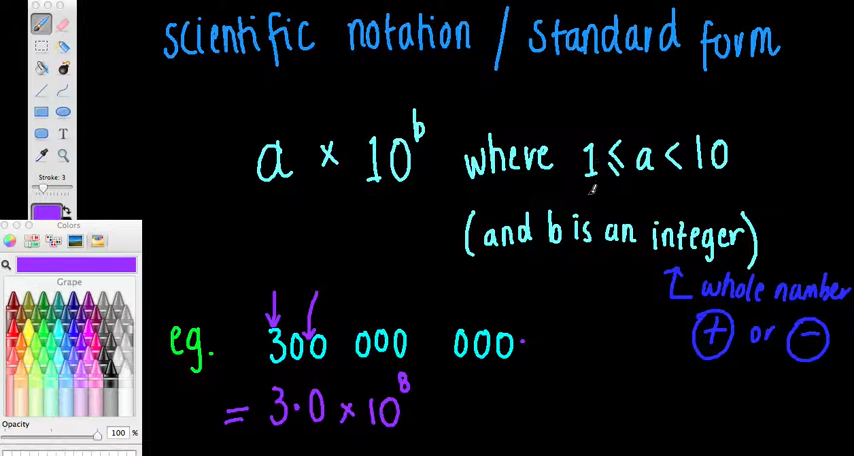 scientific notation / standard form
a × 10^b where 1 ≤ a < 10
(and b is an integer)
whole number
+ or −
eg. 300 000 000.
= 3.0 × 10^8
Stroke: 3
Colors
Grape
Opacity
100 %
T